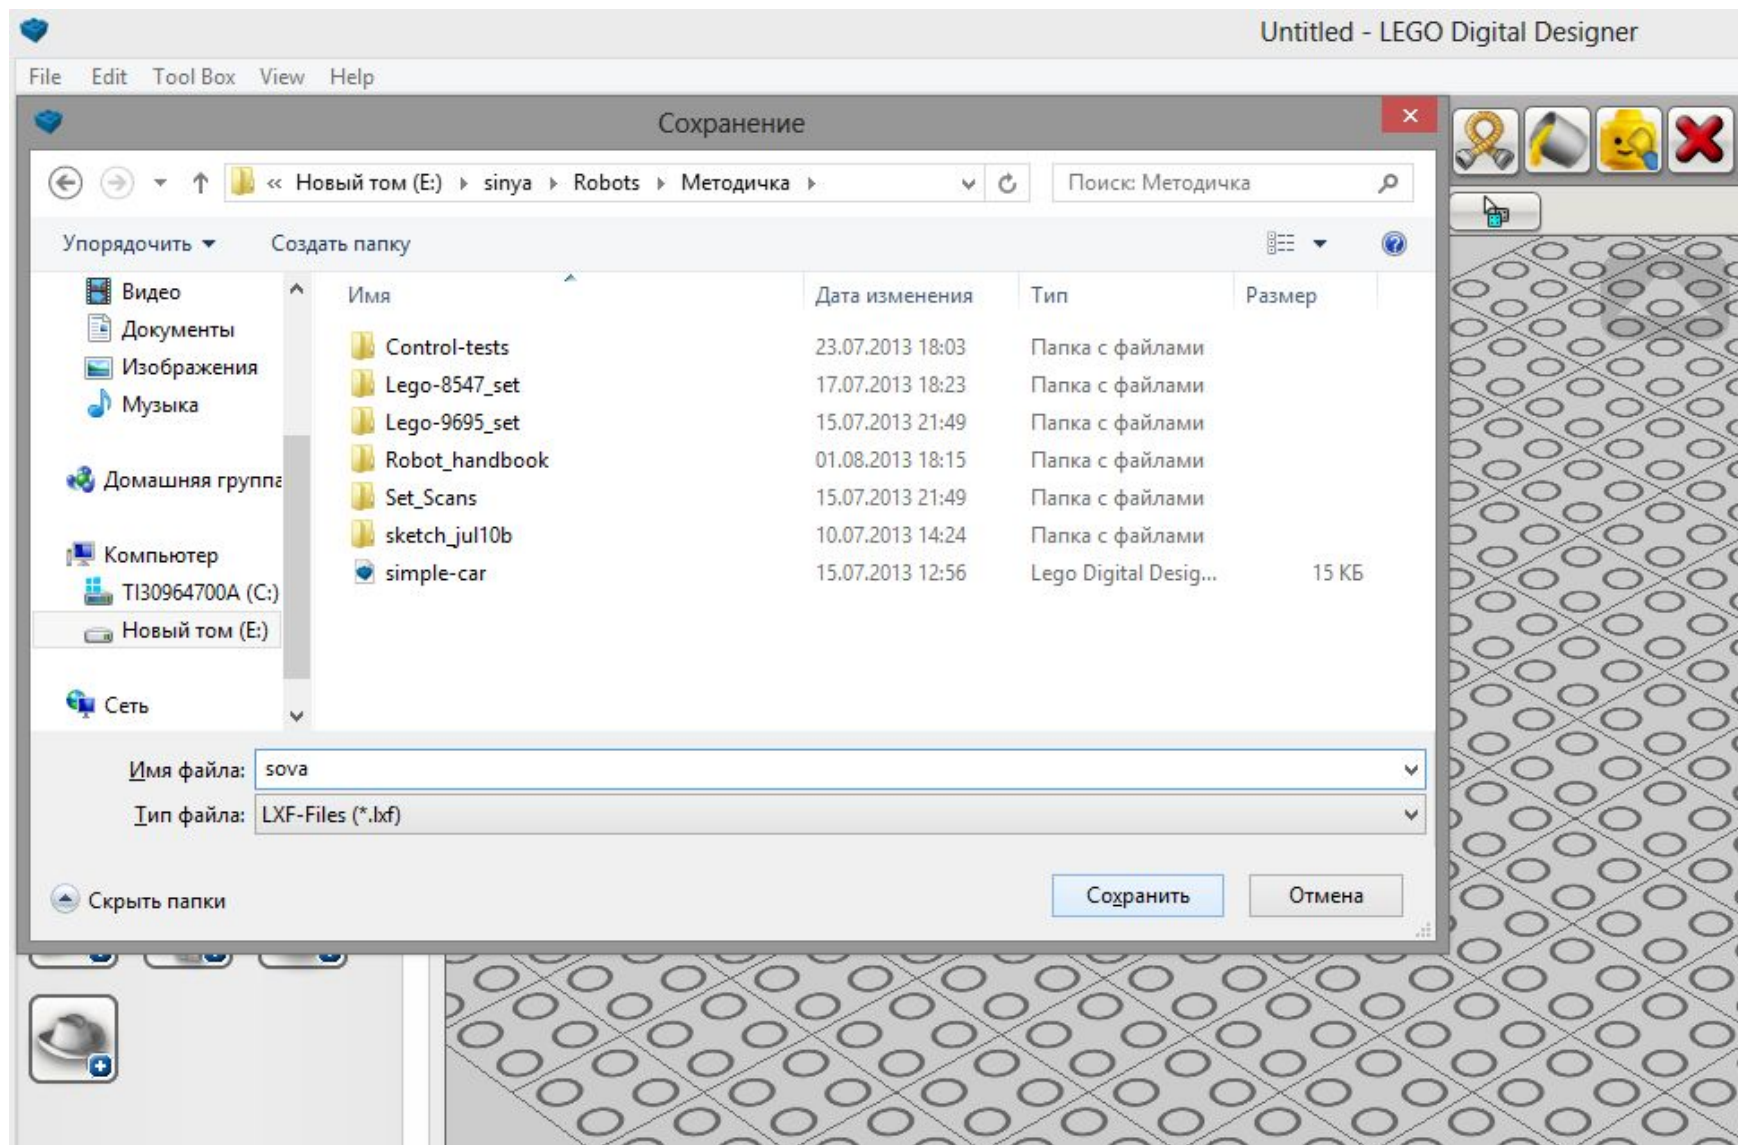 Untitled - LEGO Digital Designer
File Edit Tool Box View Help
Сохранение
« Новый том (E:) sinya Robots Методичка Поиск: Методичка
Упорядочить Создать папку
Имя Дата изменения Тип Размер
Видео
Документы
Изображения
Музыка
Домашняя группа
Компьютер
TI30964700A (C:)
Новый том (E:)
Сеть
Control-tests 23.07.2013 18:03 Папка с файлами
Lego-8547_set 17.07.2013 18:23 Папка с файлами
Lego-9695_set 15.07.2013 21:49 Папка с файлами
Robot_handbook 01.08.2013 18:15 Папка с файлами
Set_Scans 15.07.2013 21:49 Папка с файлами
sketch_jul10b 10.07.2013 14:24 Папка с файлами
simple-car 15.07.2013 12:56 Lego Digital Desig... 15 КБ
Имя файла: sova
Тип файла: LXF-Files (*.lxf)
Скрыть папки Сохранить Отмена